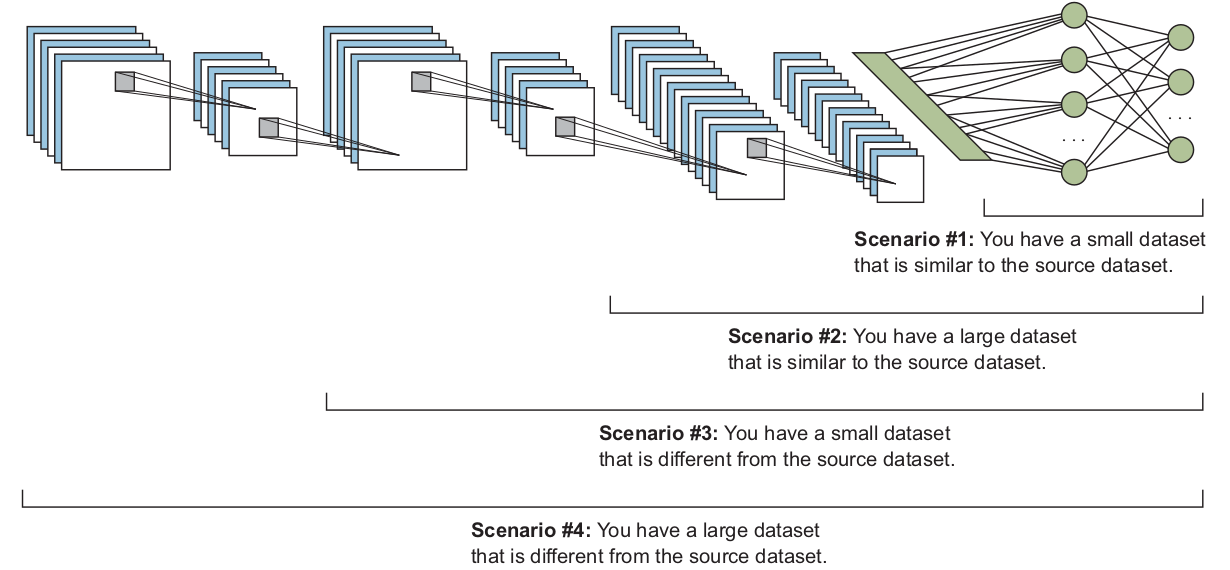 . . .
. . .
Scenario #1: You have a small dataset
that is similar to the source dataset.
Scenario #2: You have a large dataset
that is similar to the source dataset.
Scenario #3: You have a small dataset
that is different from the source dataset.
Scenario #4: You have a large dataset
that is different from the source dataset.